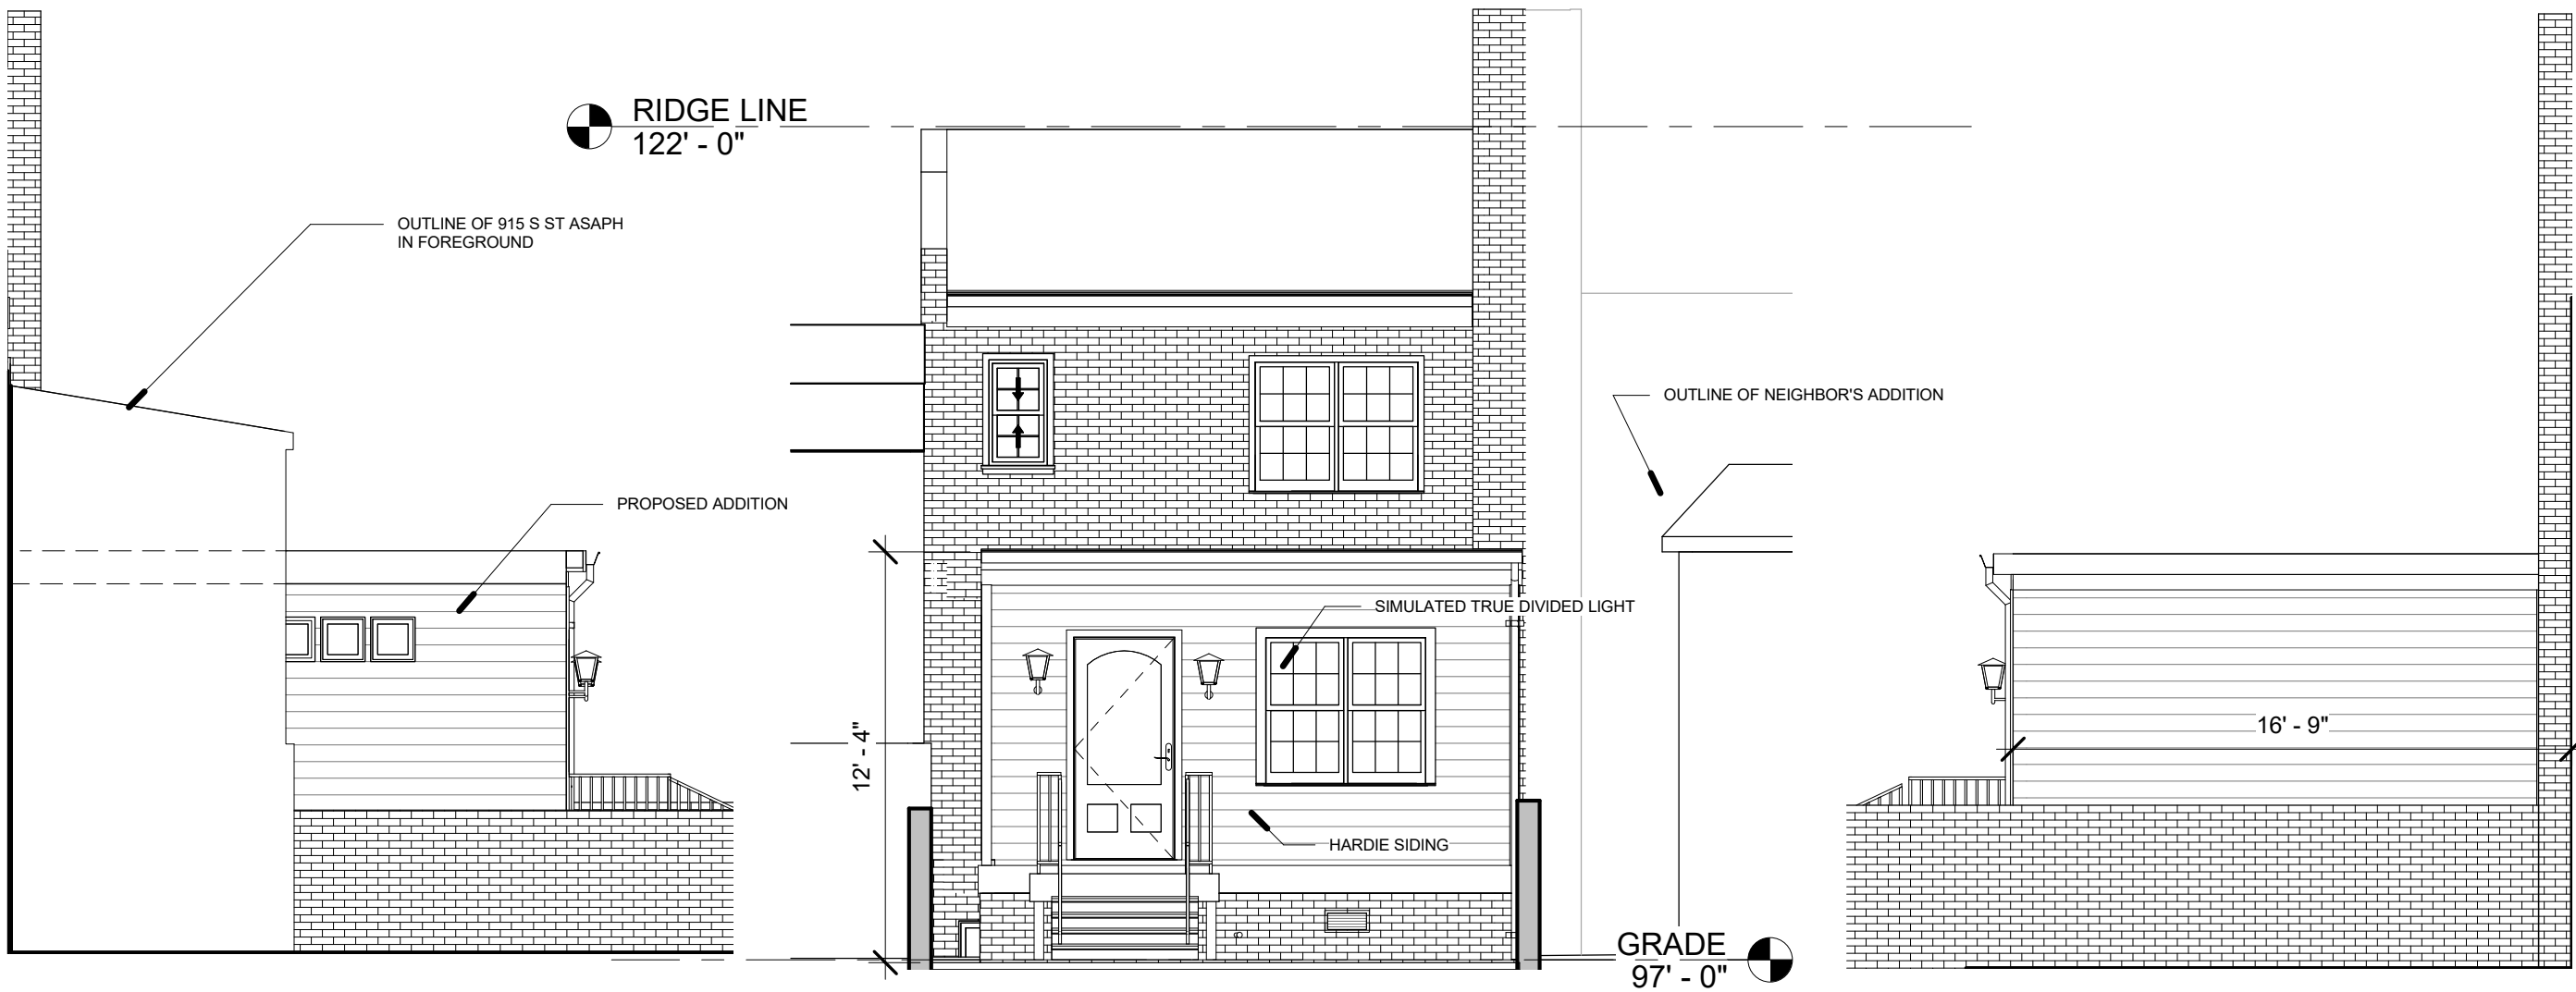 RIDGE LINE
122' - 0"
OUTLINE OF 915 S ST ASAPH
IN FOREGROUND
OUTLINE OF NEIGHBOR'S ADDITION
PROPOSED ADDITION
SIMULATED TRUE DIVIDED LIGHT
12' - 4"
16' - 9"
HARDIE SIDING
GRADE
97' - 0"